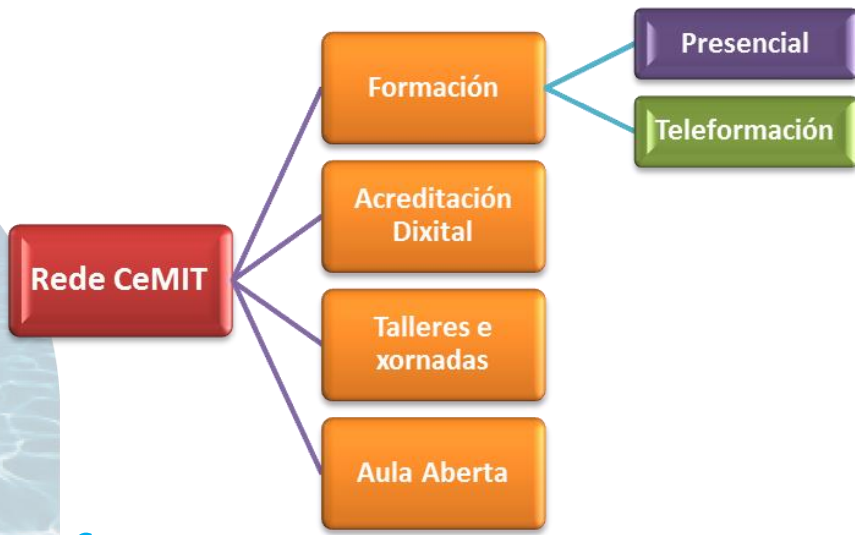 Rede CeMIT
Formación
Acreditación
Dixital
Talleres e
xornadas
Aula Aberta
Presencial
Teleformación